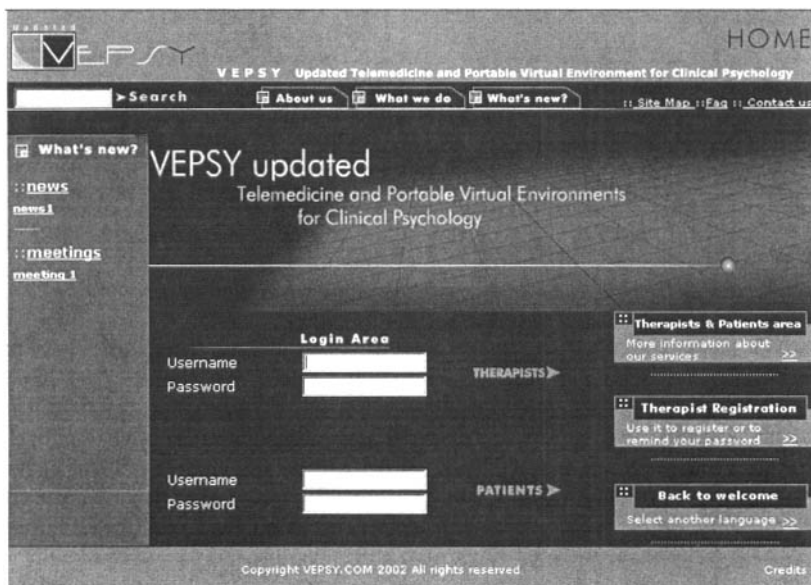 Updated
VEPSY
HOME
VEPSY Updated Telemedicine and Portable Virtual Environment for Clinical Psychology
Search
About us
What we do
What's new?
:: Site Map ::Faq :: Contact us
What's new?
::news
news1
::meetings
meeting 1
VEPSY updated
Telemedicine and Portable Virtual Environments
for Clinical Psychology
Login Area
Username
Password
THERAPISTS
Username
Password
PATIENTS
Therapists & Patients area
More information about
our services >>
Therapist Registration
Use it to register or to
remind your password >>
Back to welcome
Select another language >>
Copyright VEPSY.COM 2002 All rights reserved
Credits